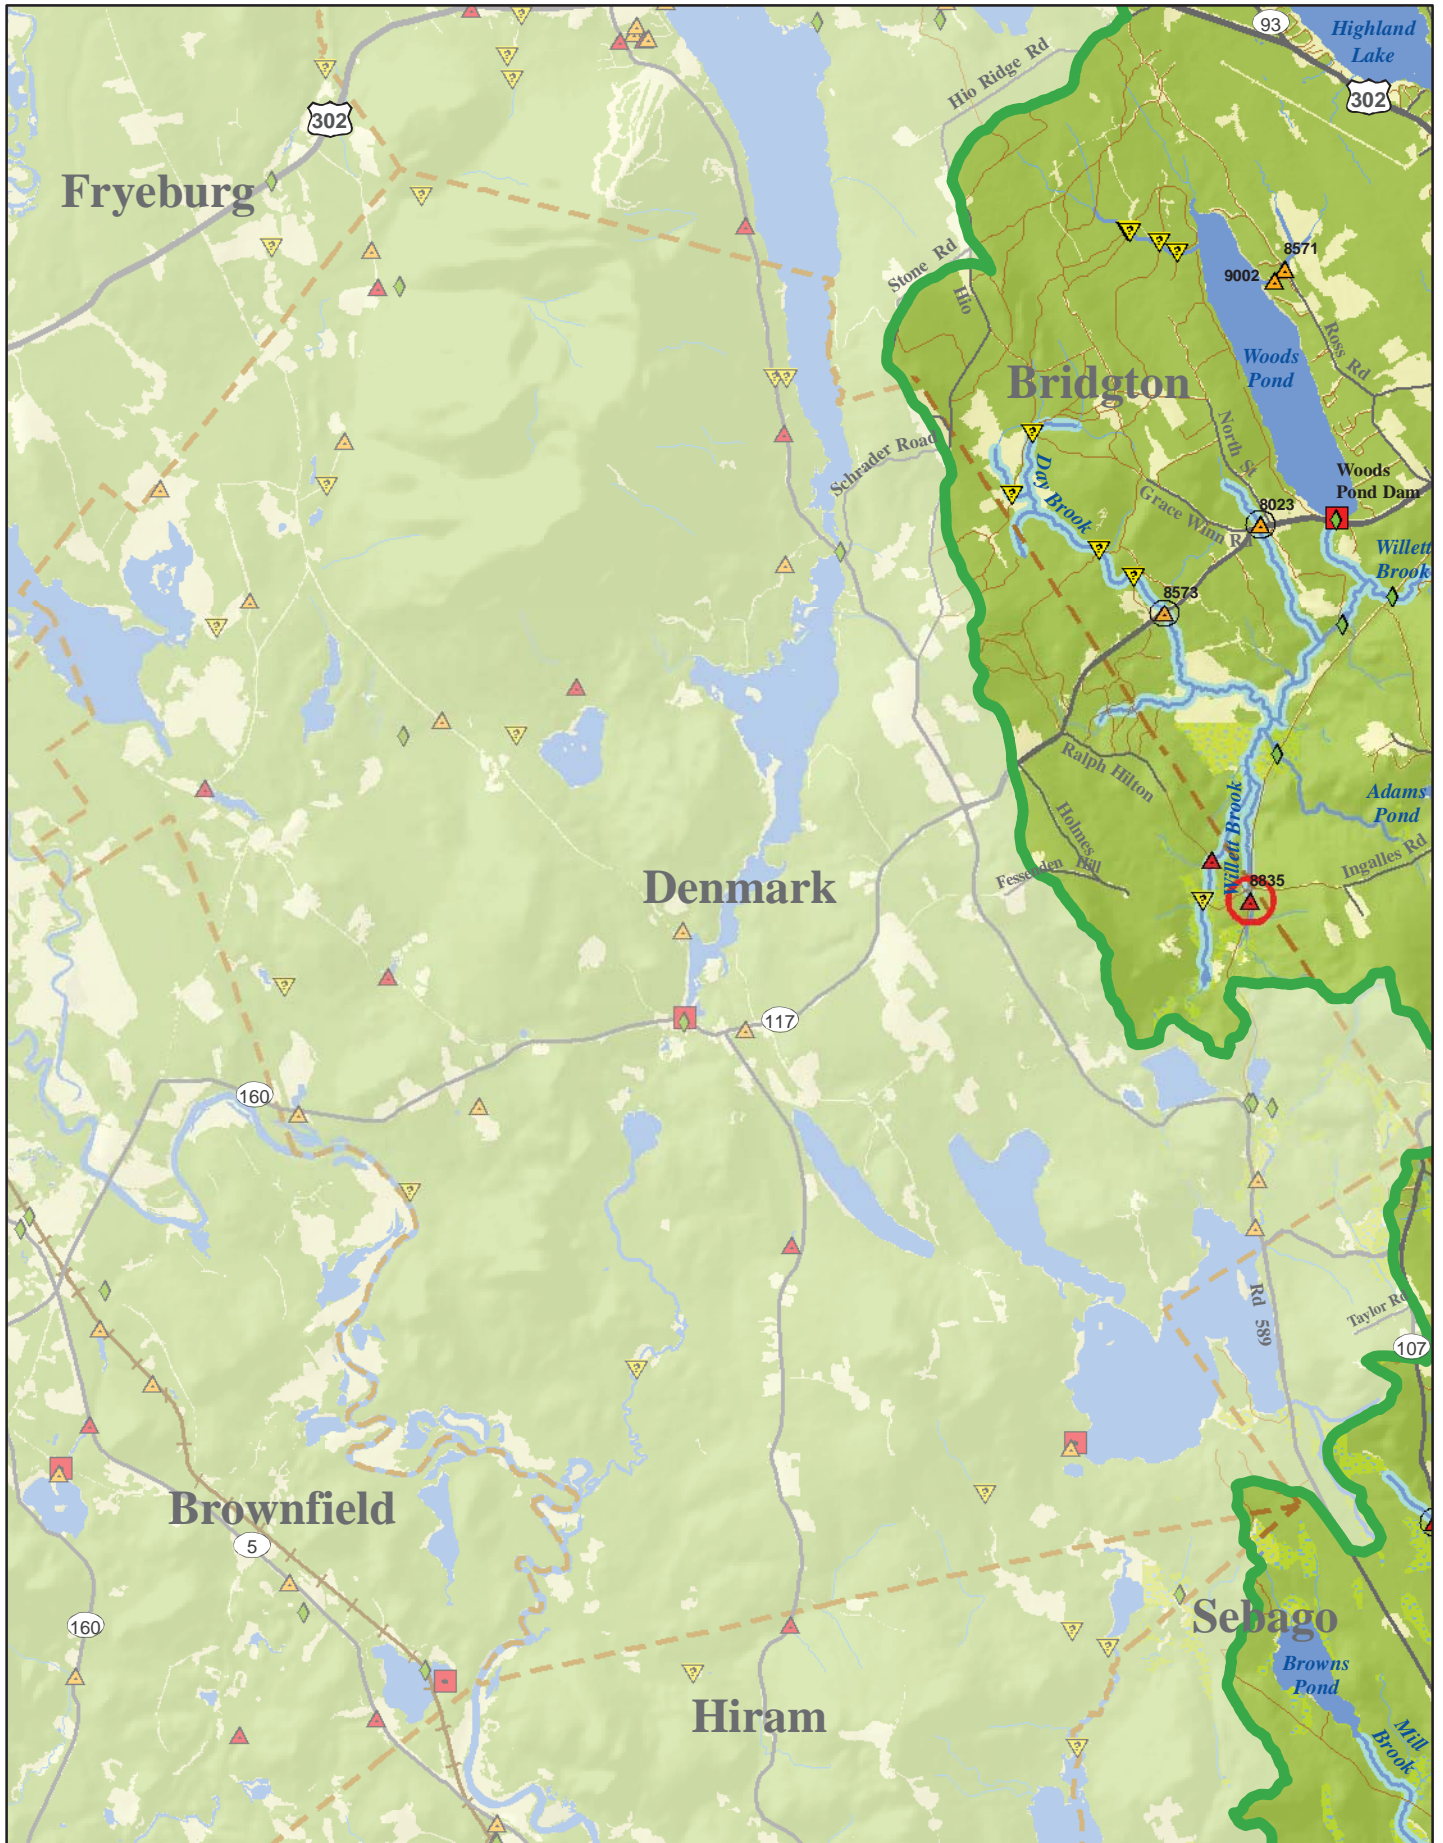 93
Highland
Lake
Hio Ridge Rd
302
302
Fryeburg
Stone Rd
8571
9002
Hio
Ross Rd
Woods
Pond
Bridgton
North St
Schrader Road
Day Brook
Woods
Pond Dam
Grace Winn Rd
8023
Willett
Brook
8573
Ralph Hilton
Willett Brook
Adams
Pond
Holmes
Hill
Ingalles Rd
Fessenden
Denmark
8835
117
160
Rd 589
Taylor Rd
107
Brownfield
5
160
Sebago
Browns
Pond
Hiram
Mill
Brook